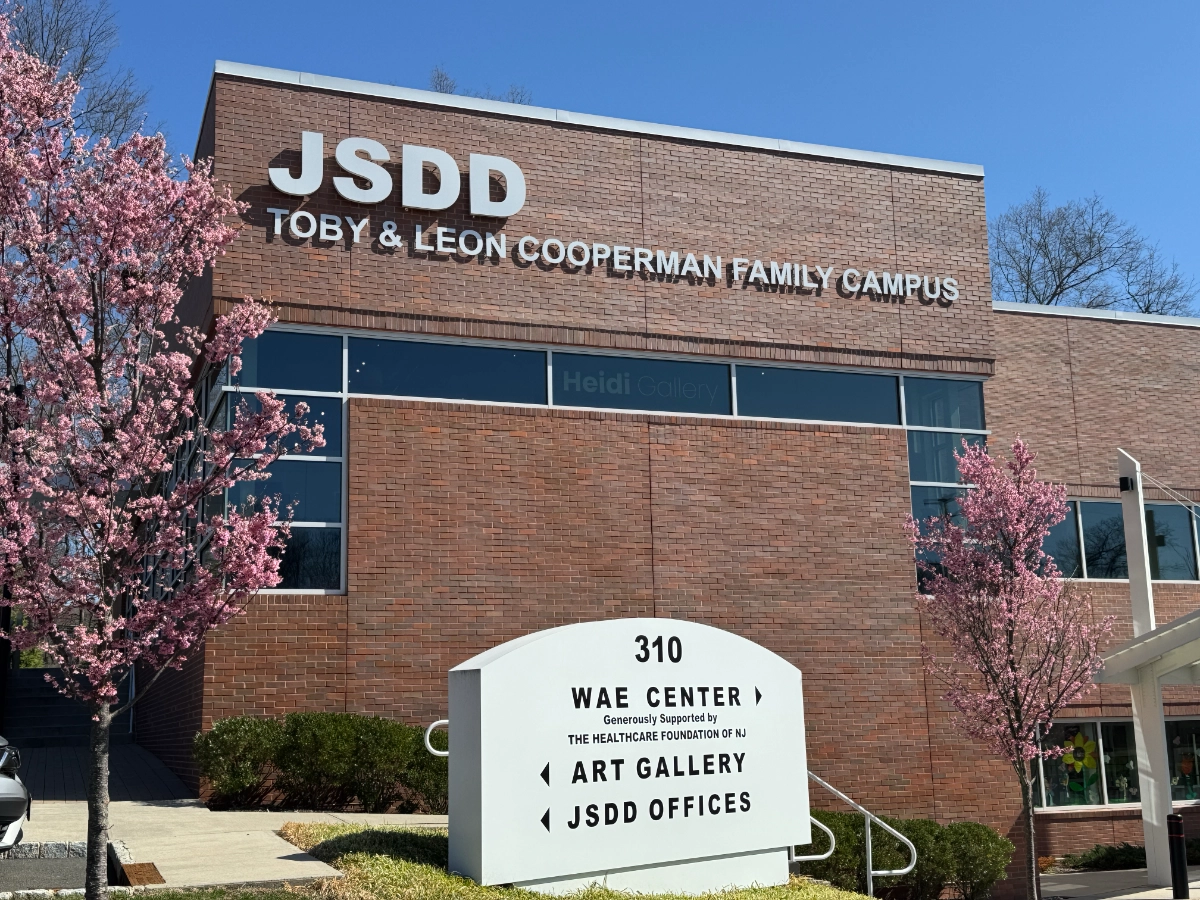 JSDD
TOBY & LEON COOPERMAN FAMILY CAMPUS
Heidi Gallery
310
WAE CENTER
Generously Supported by
THE HEALTHCARE FOUNDATION OF NJ
ART GALLERY
JSDD OFFICES